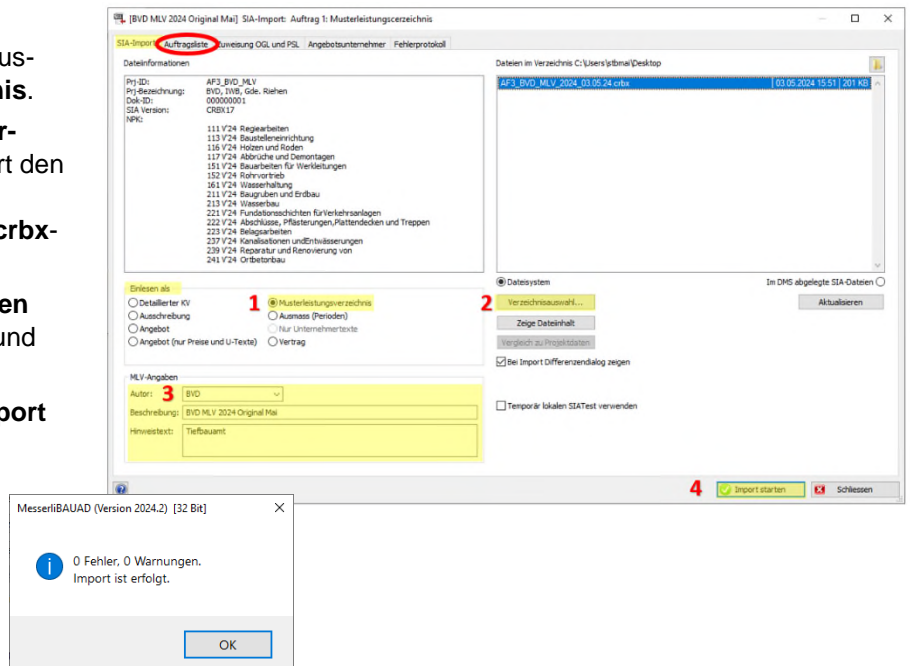 us-
nis.
r-
rt den
crbx-
en
und
port
[BVD MLV 2024 Original Mai] SIA-Import: Auftrag 1: Musterleistungscerzeichnis
SIA-Import Auftragsliste Zuweisung OGL und PSL Angebotsunternehmer Fehlerprotokoll
Dateiinformationen
Prj-ID: AF3_BVD_MLV
Prj-Bezeichnung: BVD, IWB, Gde. Riehen
Dok-ID: 000000001
SIA Version: CRBX17
NPK:
111 V'24 Regiearbeiten
113 V'24 Baustelleneinrichtung
116 V'24 Holzen und Roden
117 V'24 Abbrüche und Demontagen
151 V'24 Bauarbeiten für Werkleitungen
152 V'24 Rohrvortrieb
161 V'24 Wasserhaltung
211 V'24 Baugruben und Erdbau
213 V'24 Wasserbau
221 V'24 Fundationsschichten fürVerkehrsanlagen
222 V'24 Abschlüsse, Pflästerungen,Plattendecken und Treppen
223 V'24 Belagsarbeiten
237 V'24 Kanalisationen undEntwässerungen
239 V'24 Reparatur und Renovierung von
241 V'24 Ortbetonbau
Dateien im Verzeichnis C:\Users\stbmai\Desktop
AF3_BVD_MLV_2024_03.05.24 crbx | 03.05.2024 15:51 | 201 KB
Einlesen als
Detaillierter KV
1 Musterleistungsverzeichnis
Ausschreibung
Ausmass (Perioden)
Angebot
Nur Unternehmertexte
Angebot (nur Preise und U-Texte)
Vertrag
Dateisystem
Im DMS abgelegte SIA-Dateien
2 Verzeichnisauswahl...
Aktualisieren
Zeige Dateiinhalt
Vergleich zu Projektdaten
Bei Import Differenzendialog zeigen
Temporär lokalen SIATest verwenden
MLV-Angaben
Autor: 3 BVD
Beschreibung: BVD MLV 2024 Original Mai
Hinweistext: Tiefbauamt
4 Import starten
Schliessen
MesserliBAUAD (Version 2024.2) [32 Bit]
0 Fehler, 0 Warnungen.
Import ist erfolgt.
OK